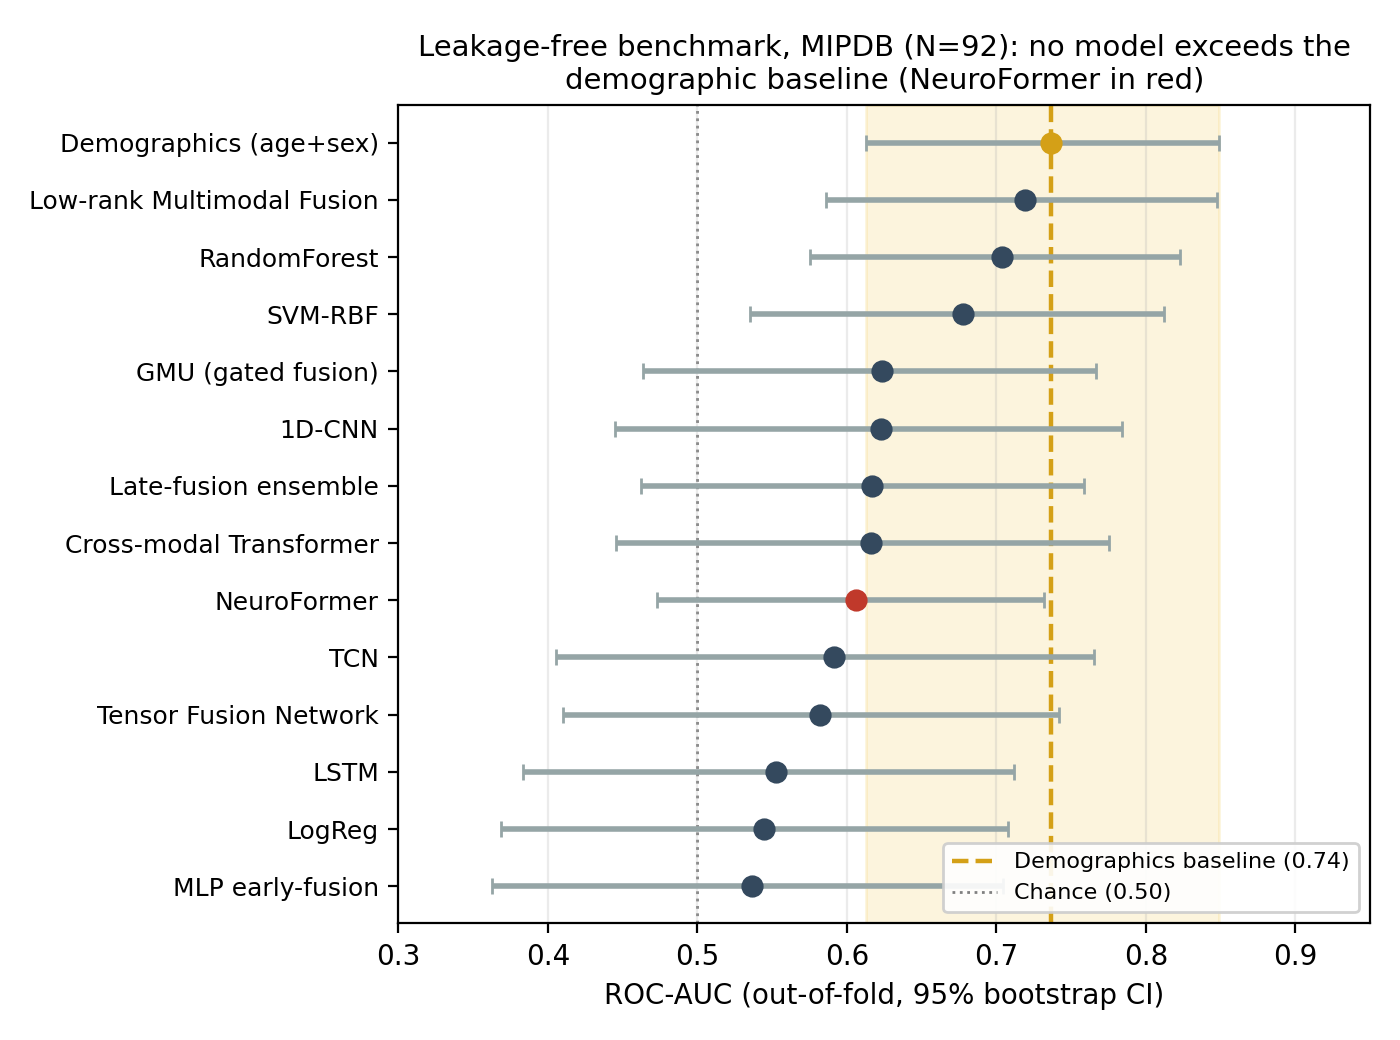 Leakage-free benchmark, MIPDB (N=92): no model exceeds the
demographic baseline (NeuroFormer in red)
Demographics (age+sex)
Low-rank Multimodal Fusion
RandomForest
SVM-RBF
GMU (gated fusion)
1D-CNN
Late-fusion ensemble
Cross-modal Transformer
NeuroFormer
TCN
Tensor Fusion Network
LSTM
LogReg
MLP early-fusion
Demographics baseline (0.74)
Chance (0.50)
0.3 0.4 0.5 0.6 0.7 0.8 0.9
ROC-AUC (out-of-fold, 95% bootstrap CI)